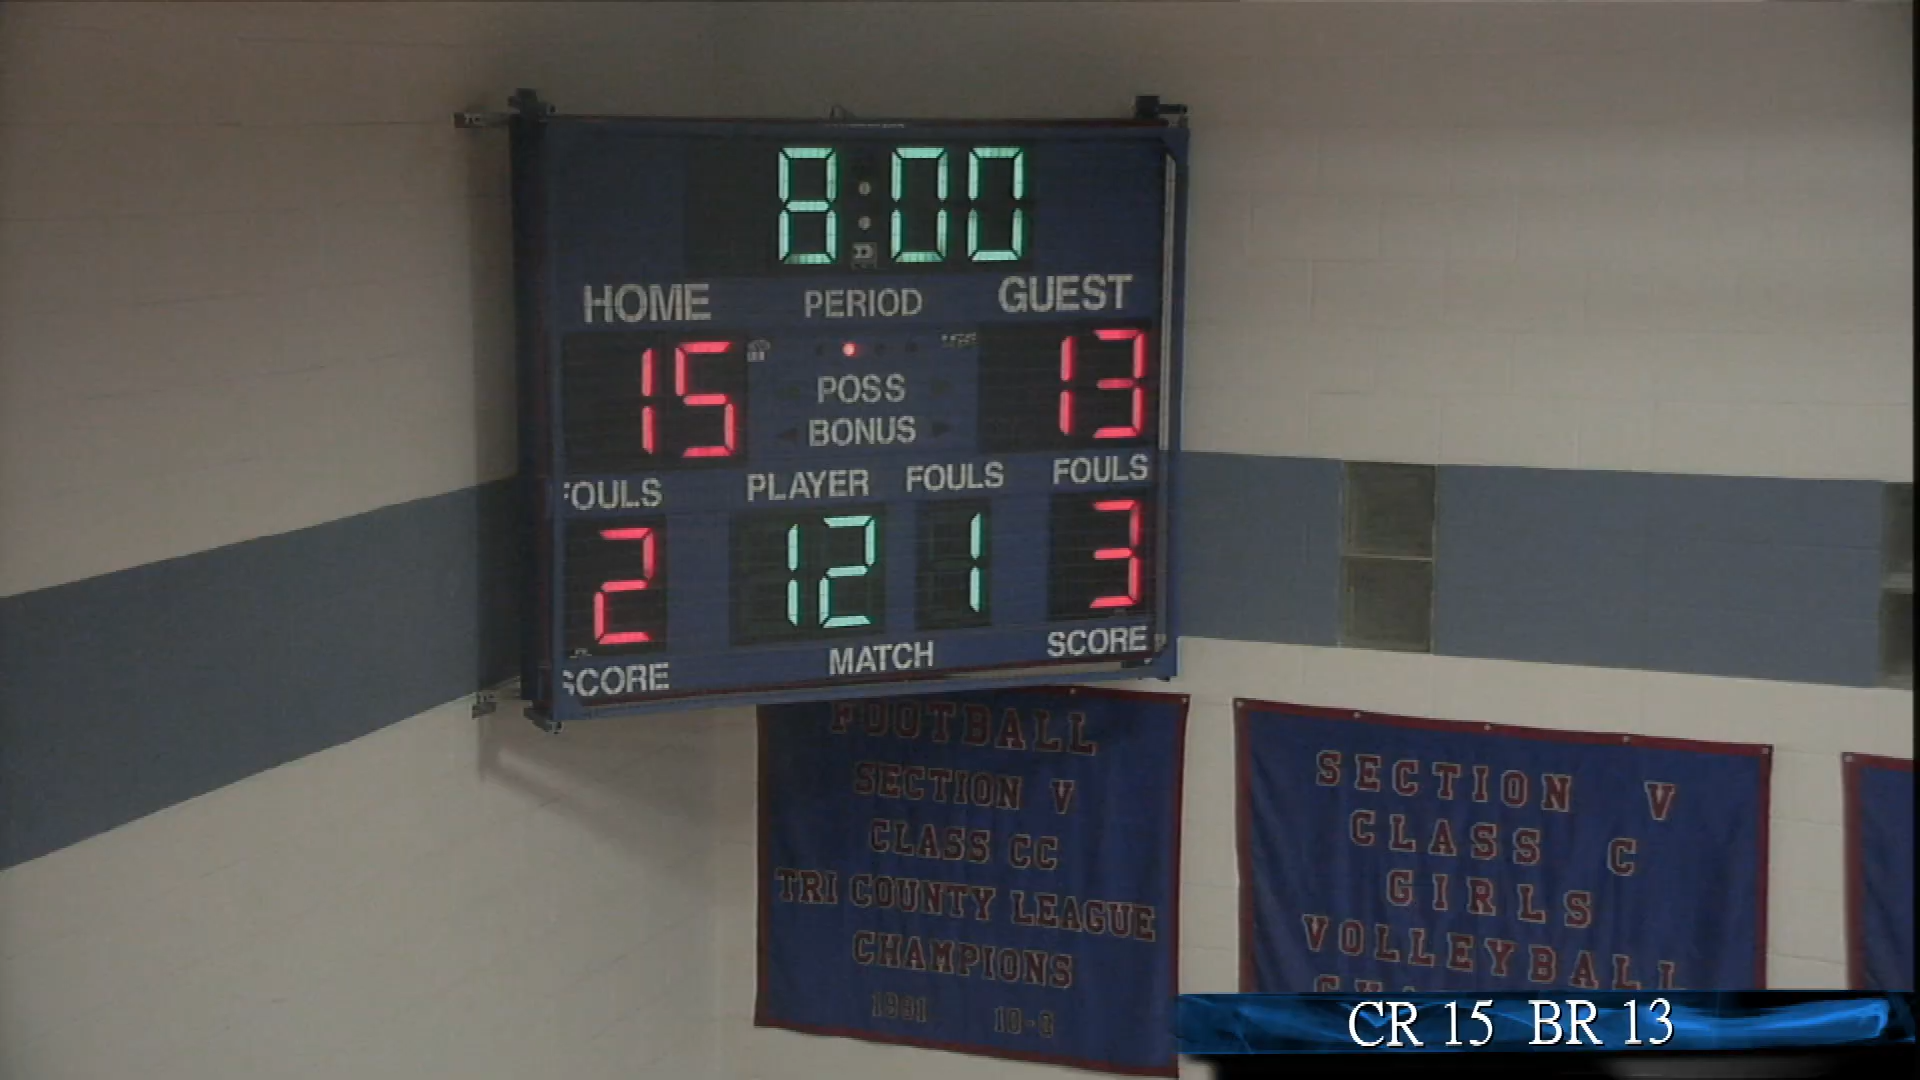 8:00
HOME PERIOD GUEST
15 13
POSS
BONUS
FOULS PLAYER FOULS FOULS
2 12 1 3
SCORE MATCH SCORE
FOOTBALL
SECTION V
CLASS CC
TRI COUNTY LEAGUE
CHAMPIONS
1991
SECTION V
CLASS C
GIRLS
VOLLEYBALL
CR 15 BR 13